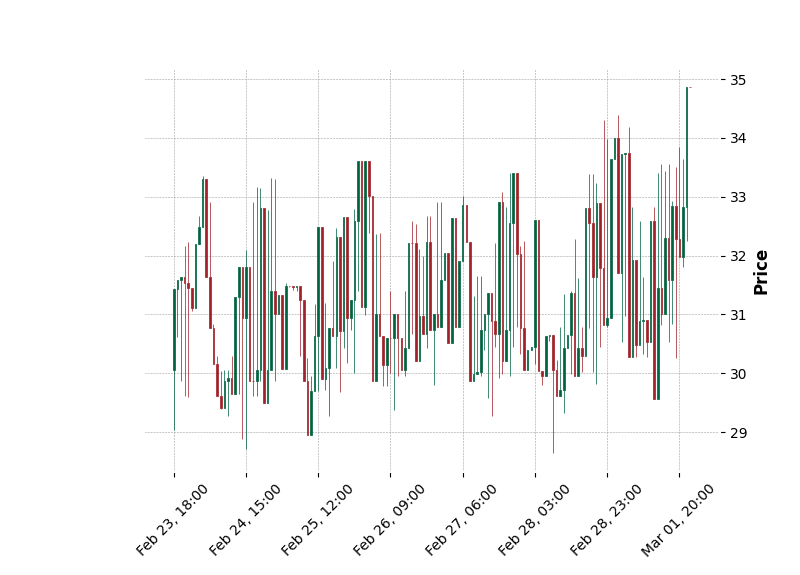 35
34
33
32
31
30
29
Price
Feb 23, 18:00
Feb 24, 15:00
Feb 25, 12:00
Feb 26, 09:00
Feb 27, 06:00
Feb 28, 03:00
Feb 28, 23:00
Mar 01, 20:00